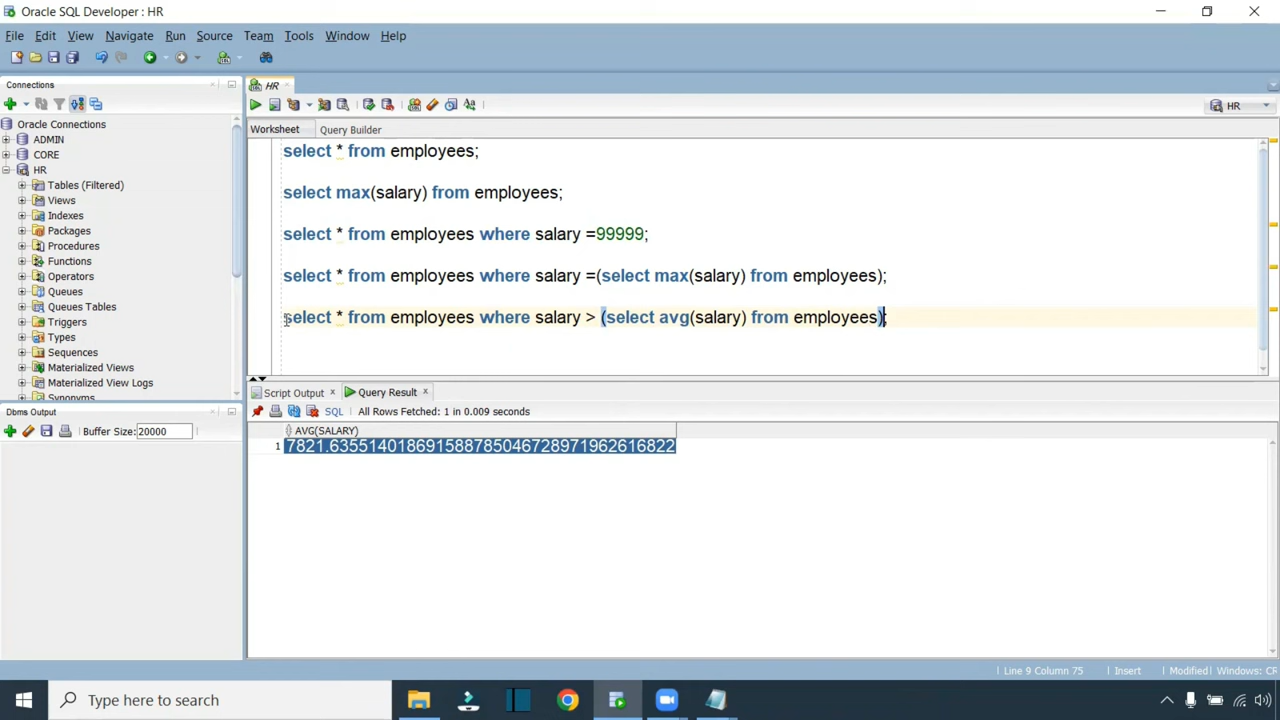 Oracle SQL Developer : HR
File Edit View Navigate Run Source Team Tools Window Help
Connections
Oracle Connections
ADMIN
CORE
HR
Tables (Filtered)
Views
Indexes
Packages
Procedures
Functions
Operators
Queues
Queues Tables
Triggers
Types
Sequences
Materialized Views
Materialized View Logs
Synonyms
Dbms Output
Buffer Size: 20000
HR
HR
Worksheet Query Builder
select * from employees;
select max(salary) from employees;
select * from employees where salary =99999;
select * from employees where salary =(select max(salary) from employees);
select * from employees where salary > (select avg(salary) from employees);
Script Output Query Result
SQL All Rows Fetched: 1 in 0.009 seconds
AVG(SALARY)
1 7821.635514018691588785046728971962616822
Line 9 Column 75 Insert Modified Windows: CR
Type here to search